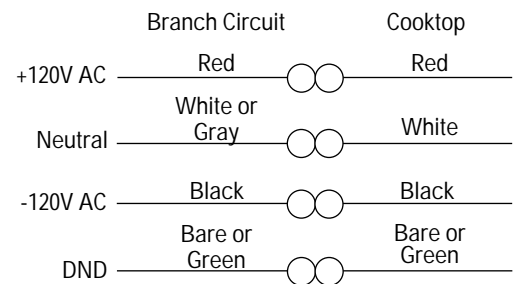 Branch Circuit Cooktop
+120V AC Red Red
White or
Neutral Gray White
-120V AC Black Black
Bare or Bare or
DND Green Green